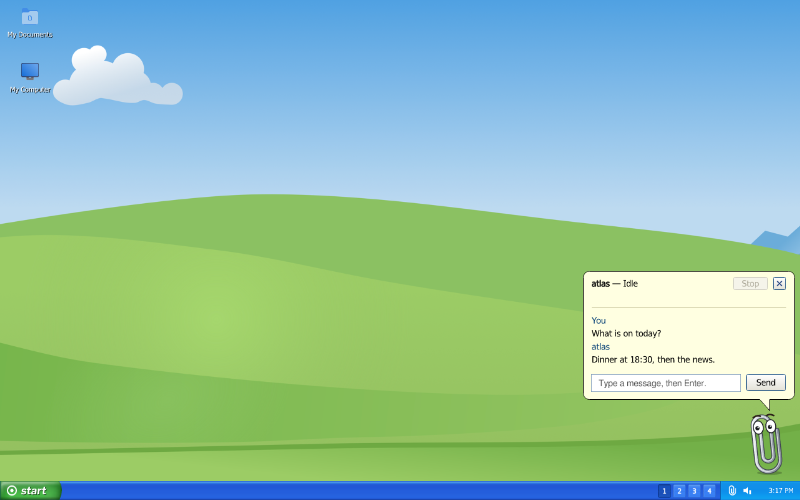 My Documents
My Computer
atlas — Idle
Stop
You
What is on today?
atlas
Dinner at 18:30, then the news.
Type a message, then Enter.
Send
start
1 2 3 4
3:17 PM